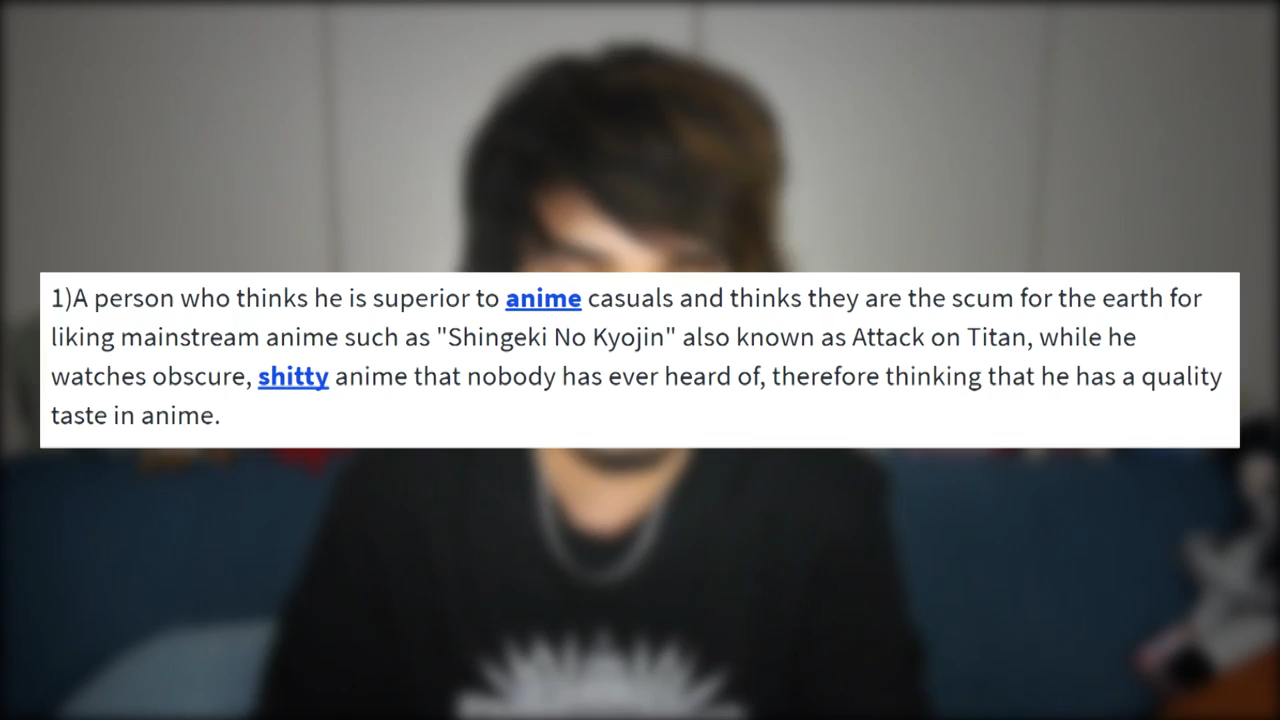 1)A person who thinks he is superior to anime casuals and thinks they are the scum for the earth for
liking mainstream anime such as "Shingeki No Kyojin" also known as Attack on Titan, while he
watches obscure, shitty anime that nobody has ever heard of, therefore thinking that he has a quality
taste in anime.